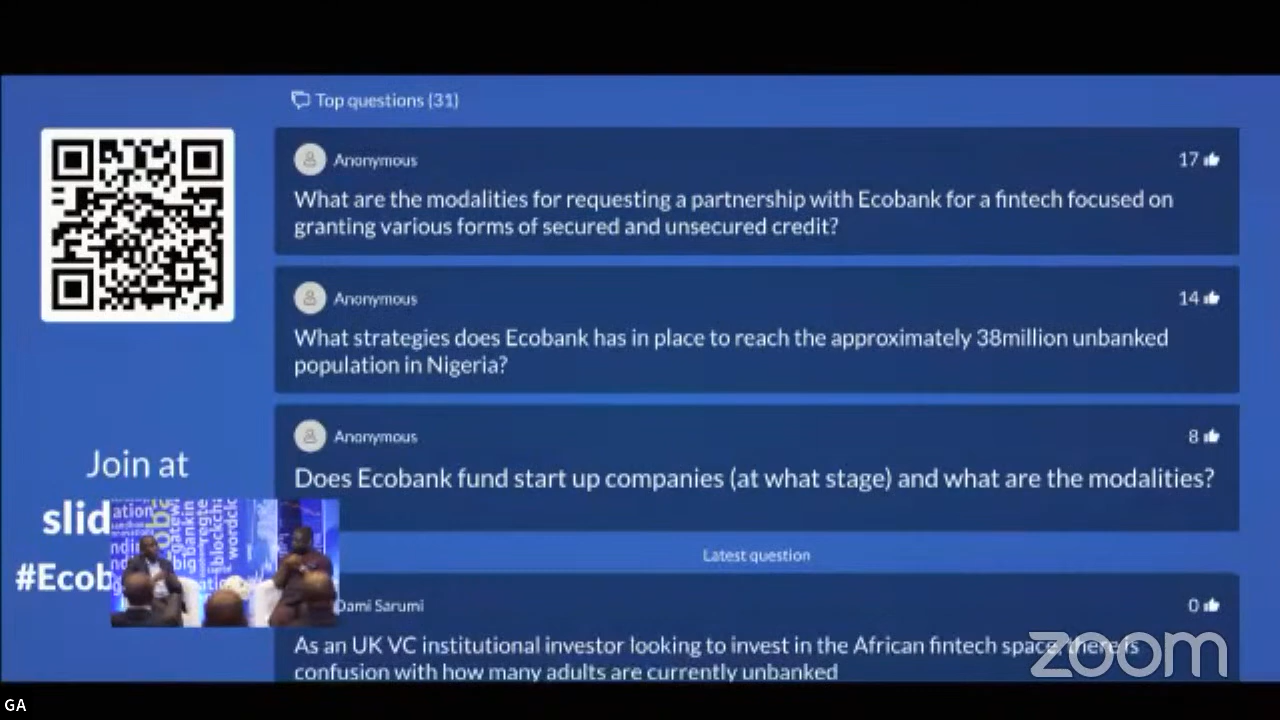 Top questions (31)
Anonymous
17
What are the modalities for requesting a partnership with Ecobank for a fintech focused on
granting various forms of secured and unsecured credit?
Anonymous
14
What strategies does Ecobank has in place to reach the approximately 38million unbanked
population in Nigeria?
Anonymous
8
Does Ecobank fund start up companies (at what stage) and what are the modalities?
Join at
slid
#Ecob
Latest question
Dami Sarumi
0
As an UK VC institutional investor looking to invest in the African fintech space, there is
confusion with how many adults are currently unbanked
zoom
GA